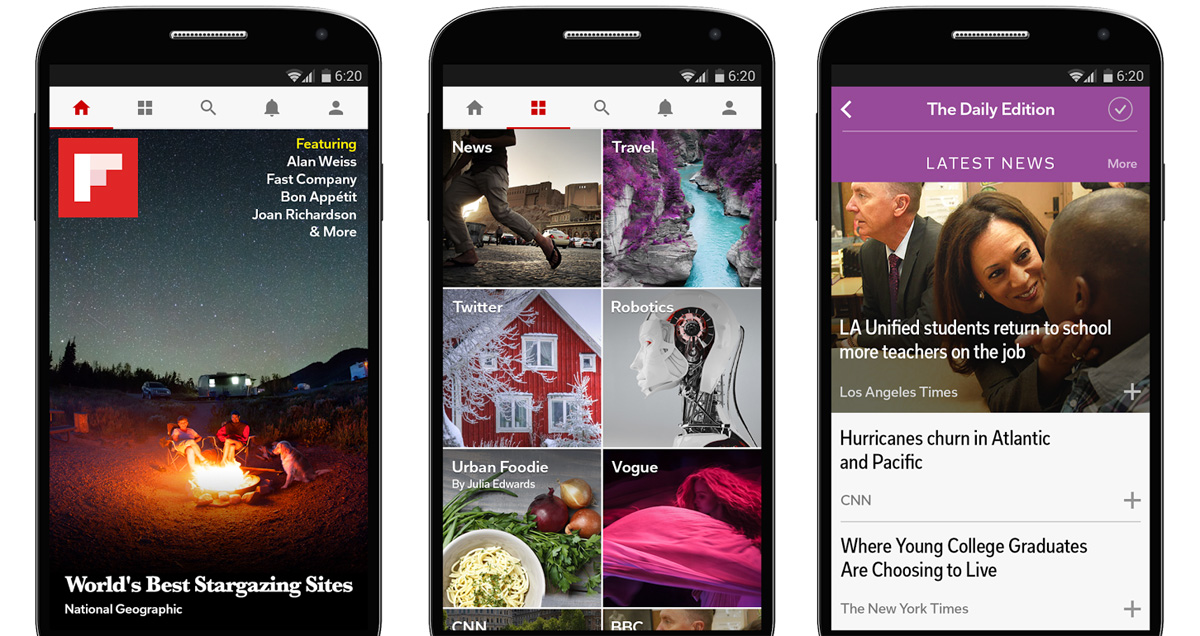 6:20
Featuring
Alan Weiss
Fast Company
Bon Appétit
Joan Richardson
& More
World's Best Stargazing Sites
National Geographic
6:20
News
Travel
Twitter
Robotics
Urban Foodie
By Julia Edwards
Vogue
CNN
BBC
6:20
The Daily Edition
LATEST NEWS
More
LA Unified students return to school
more teachers on the job
Los Angeles Times
Hurricanes churn in Atlantic
and Pacific
CNN
Where Young College Graduates
Are Choosing to Live
The New York Times